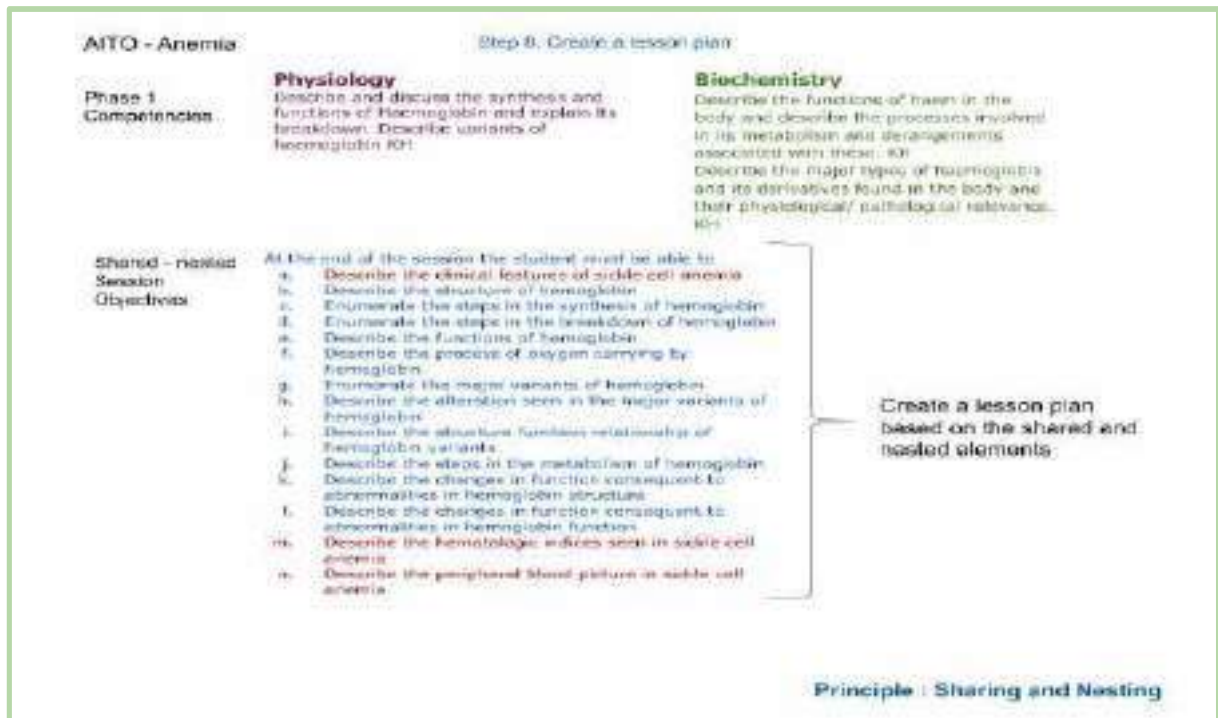 AITO - Anemia
Step 8. Create a lesson plan
Phase 1
Competencies
Physiology
Describe and discuss the synthesis and
functions of Haemoglobin and explain its
breakdown. Describe variants of
haemoglobin KH
Biochemistry
Describe the functions of haem in the
body and describe the processes involved
in its metabolism and derangements
associated with these. KH
Describe the major types of haemoglobin
and its derivatives found in the body and
their physiological/ pathological relevance.
KH
Shared - nested
Session
Objectives
At the end of the session the student must be able to
a. Describe the clinical features of sickle cell anemia
b. Describe the structure of hemoglobin
c. Enumerate the steps in the synthesis of hemoglobin
d. Enumerate the steps in the breakdown of hemoglobin
e. Describe the functions of hemoglobin
f. Describe the process of oxygen carrying by
hemoglobin
g. Enumerate the major variants of hemoglobin
h. Describe the alteration seen in the major variants of
hemoglobin
i. Describe the structure function relationship of
hemoglobin variants
j. Describe the steps in the metabolism of hemoglobin
k. Describe the changes in function consequent to
abnormalities in hemoglobin structure
l. Describe the changes in function consequent to
abnormalities in hemoglobin function
m. Describe the hematologic indices seen in sickle cell
anemia
n. Describe the peripheral blood picture in sickle cell
anemia
Create a lesson plan
based on the shared and
nested elements
Principle : Sharing and Nesting